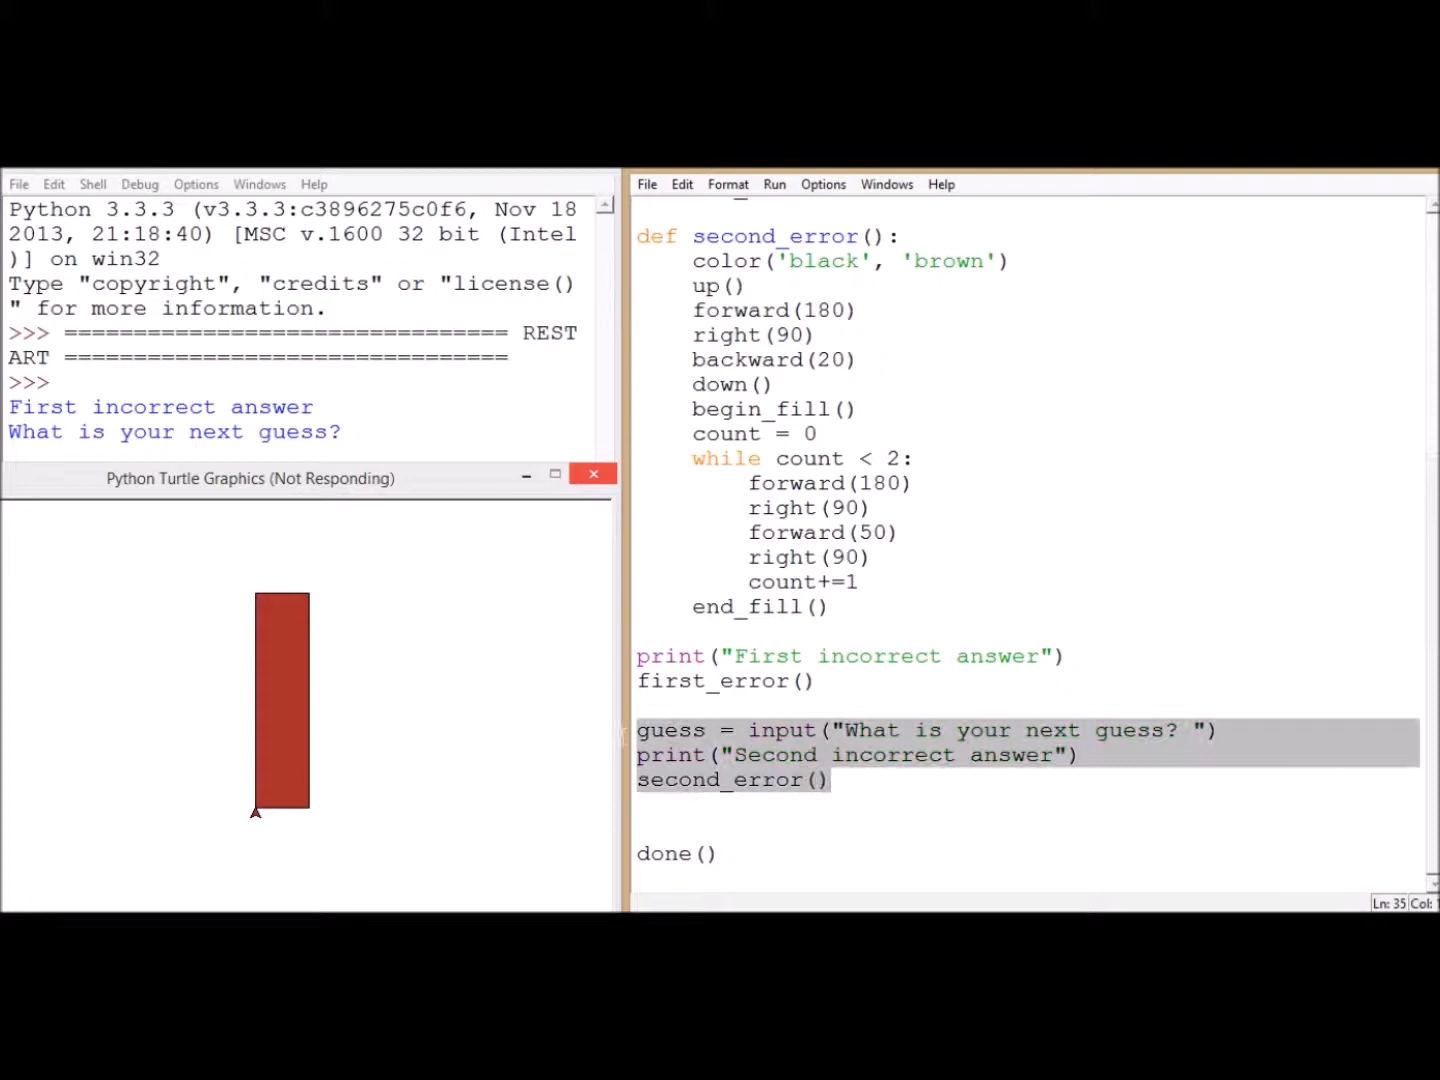 File Edit Shell Debug Options Windows Help
Python 3.3.3 (v3.3.3:c3896275c0f6, Nov 18
2013, 21:18:40) [MSC v.1600 32 bit (Intel
)] on win32
Type "copyright", "credits" or "license()
" for more information.
>>> ================================ REST
ART ================================
>>>
First incorrect answer
What is your next guess?
Python Turtle Graphics (Not Responding)
File Edit Format Run Options Windows Help
def second_error():
color('black', 'brown')
up()
forward(180)
right(90)
backward(20)
down()
begin_fill()
count = 0
while count < 2:
forward(180)
right(90)
forward(50)
right(90)
count+=1
end_fill()
print("First incorrect answer")
first_error()
guess = input("What is your next guess? ")
print("Second incorrect answer")
second_error()
done()
Ln: 35 Col: